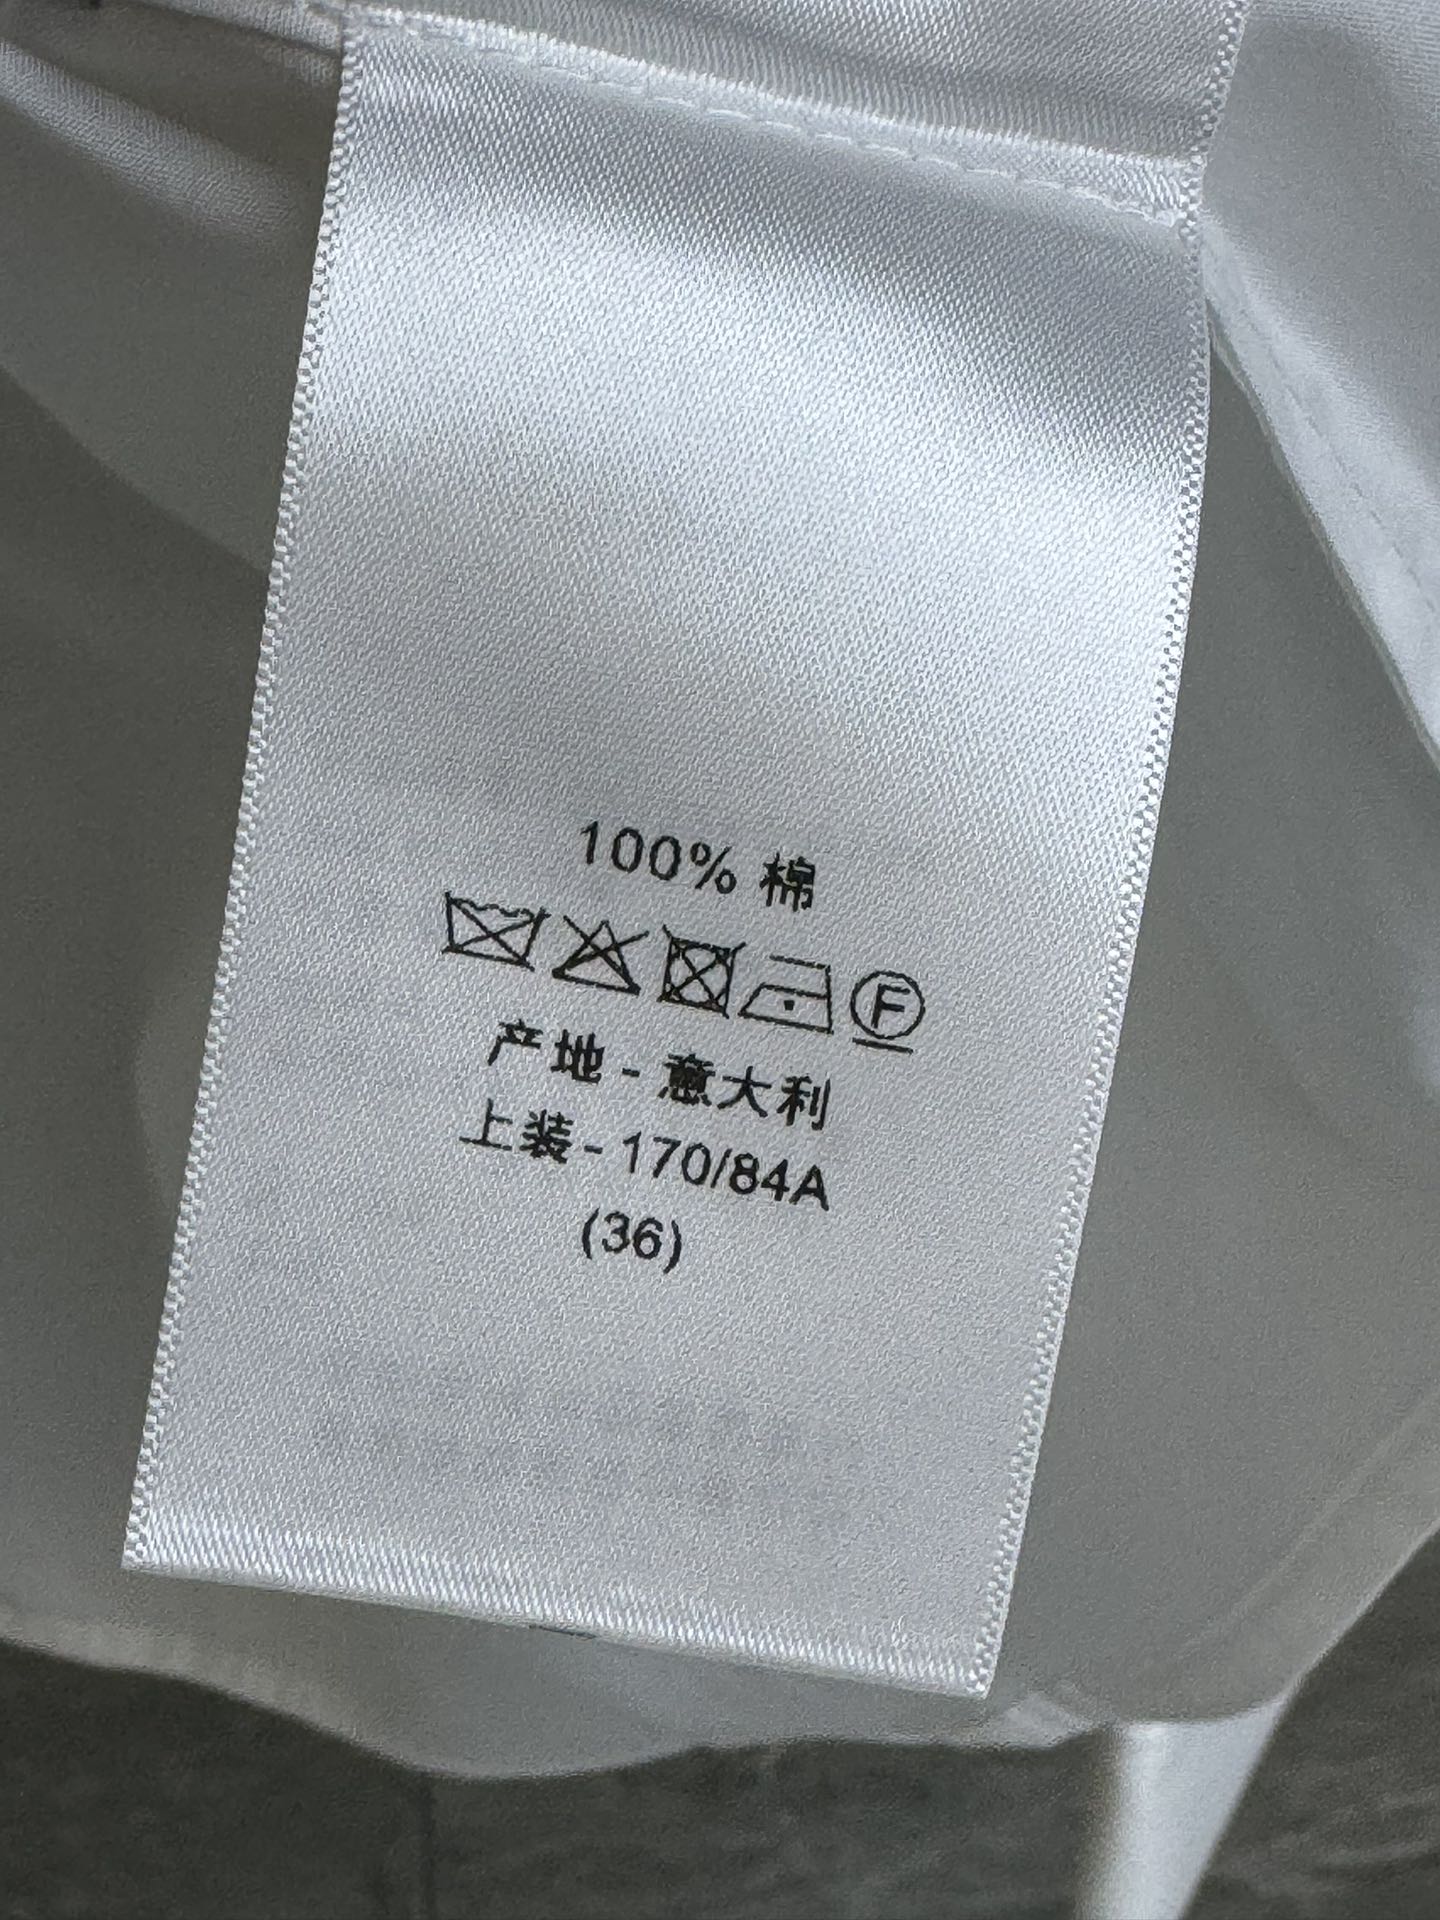 100% 棉
F
产地 - 意大利
上装 - 170/84A
(36)